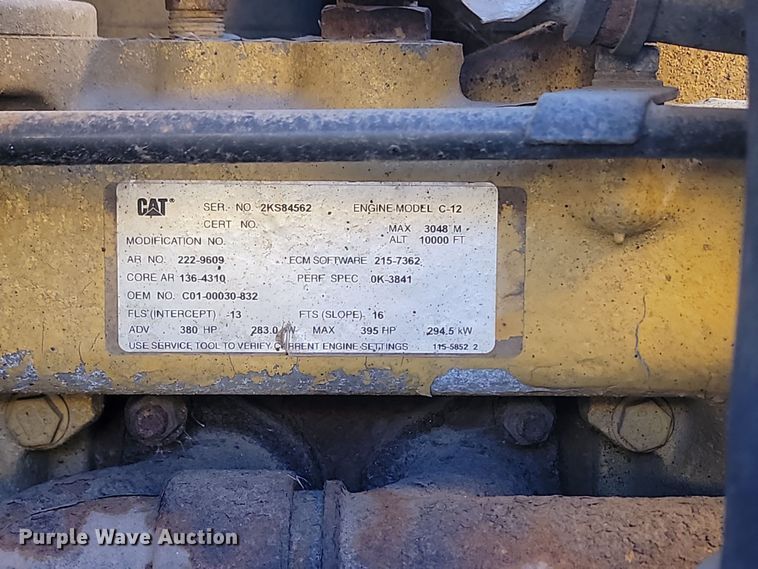 CAT® SER. NO. 2KS84562 ENGINE MODEL C-12
CERT NO. MAX 3048 M
MODIFICATION NO. ALT 10000 FT
AR NO. 222-9609 ECM SOFTWARE 215-7362
CORE AR 136-4310 PERF SPEC 0K-3841
OEM NO. C01-00030-832
FLS (INTERCEPT) -13 FTS (SLOPE) 16
ADV 380 HP 283.0 kW MAX 395 HP 294.5 kW
USE SERVICE TOOL TO VERIFY CURRENT ENGINE SETTINGS 115-5852 2
Purple Wave Auction